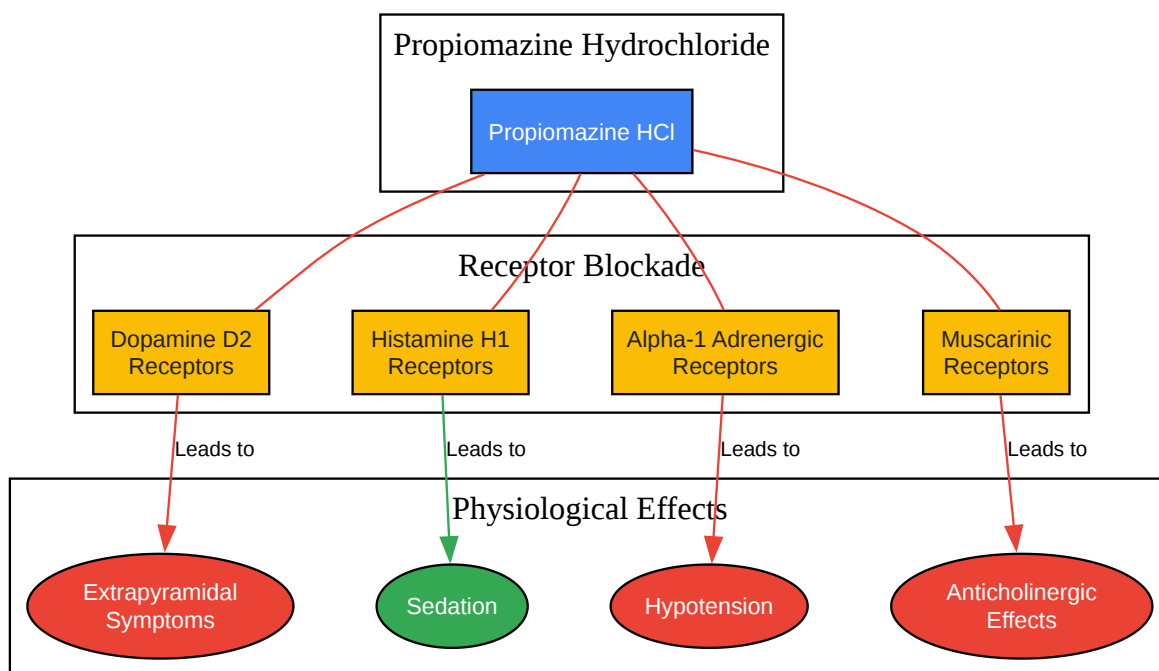 Propiomazine Hydrochloride
Propiomazine HCl
Receptor Blockade
Dopamine D2
Receptors
Histamine H1
Receptors
Alpha-1 Adrenergic
Receptors
Muscarinic
Receptors
Leads to
Leads to
Leads to
Leads to
Physiological Effects
Extrapyramidal
Symptoms
Sedation
Hypotension
Anticholinergic
Effects